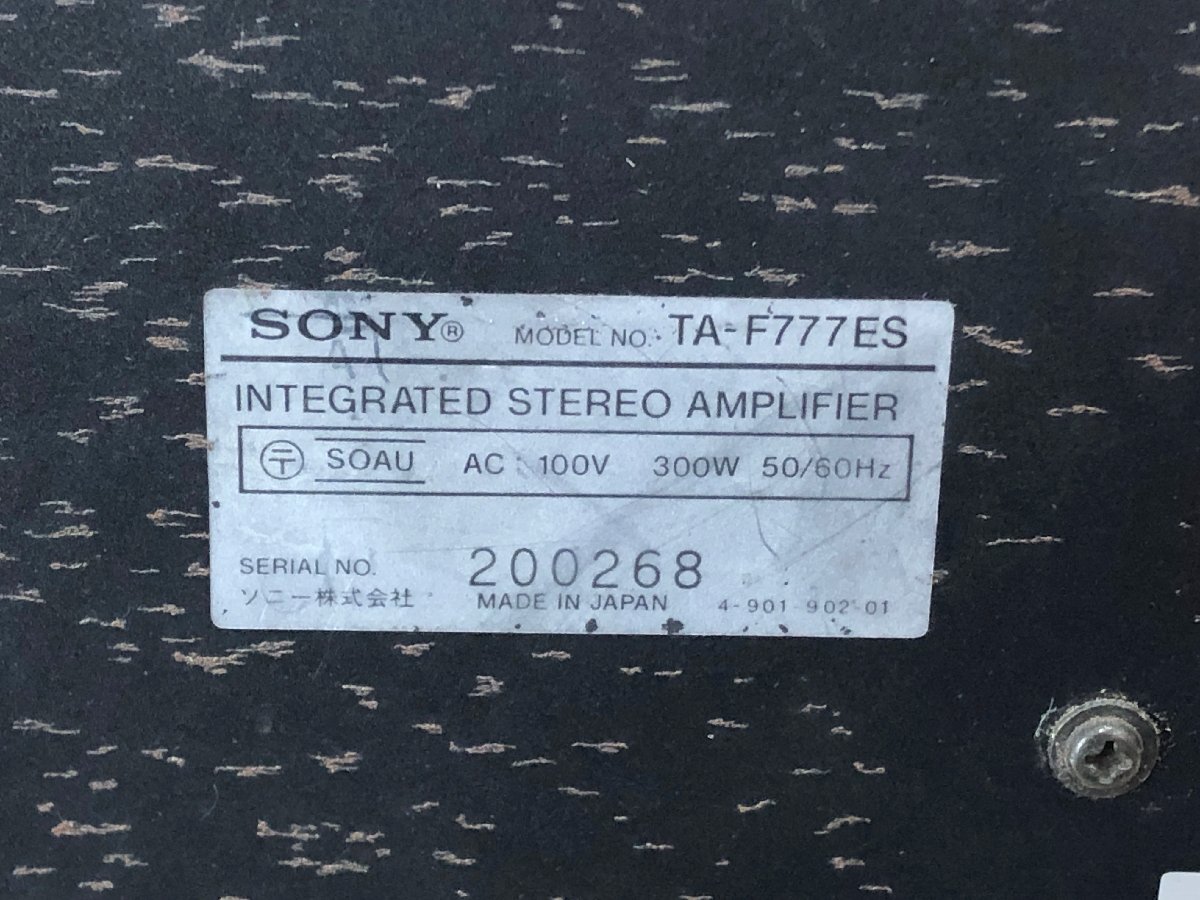 SONY® MODEL NO. TA-F777ES
INTEGRATED STEREO AMPLIFIER
〒 SOAU AC 100V 300W 50/60Hz
SERIAL NO. 200268
ソニー株式会社 MADE IN JAPAN 4-901-902-01